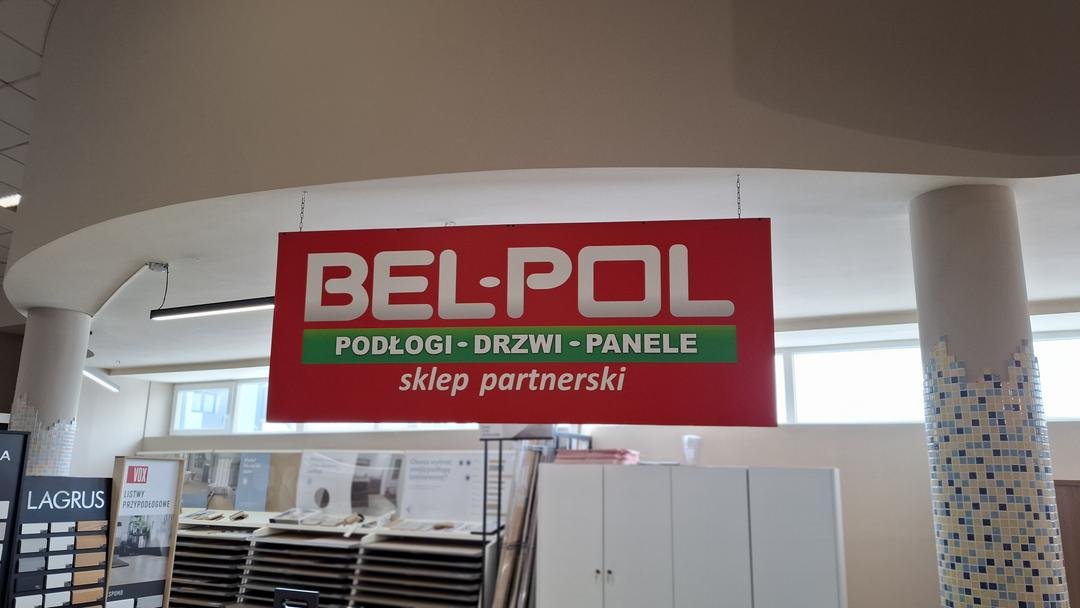 BEL-POL
PODŁOGI - DRZWI - PANELE
sklep partnerski
A
LAGRUS
VOX
LISTWY
PRZYPODŁOGOWE